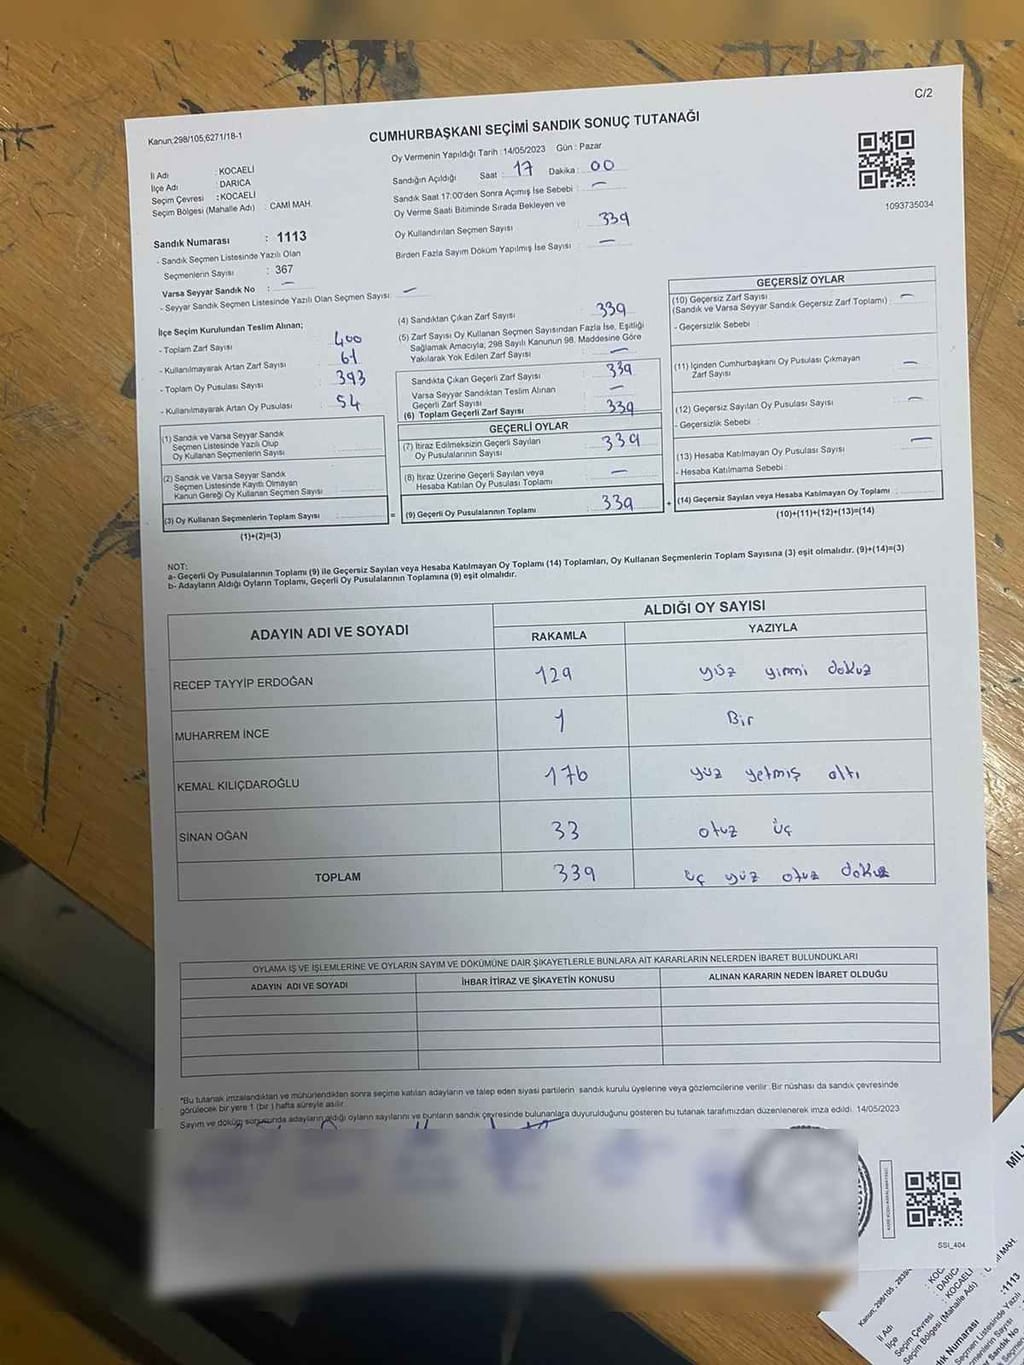 C/2
Kanun;298/105,6271/18-1
CUMHURBAŞKANI SEÇİMİ SANDIK SONUÇ TUTANAĞI
Oy Vermenin Yapıldığı Tarih : 14/05/2023 Gün : Pazar
İl Adı : KOCAELİ
İlçe Adı : DARICA
Seçim Çevresi : KOCAELİ
Seçim Bölgesi (Mahalle Adı) : CAMİ MAH.
Sandığın Açıldığı Saat : 17 Dakika : 00
Sandık Saat 17:00'den Sonra Açımış İse Sebebi : —
Oy Verme Saati Bitiminde Sırada Bekleyen ve
Oy Kullandırılan Seçmen Sayısı 339
Birden Fazla Sayım Döküm Yapılmış İse Sayısı : —
1093735034
Sandık Numarası : 1113
- Sandık Seçmen Listesinde Yazılı Olan
Seçmenlerin Sayısı : 367
Varsa Seyyar Sandık No : —
- Seyyar Sandık Seçmen Listesinde Yazılı Olan Seçmen Sayısı : —
İlçe Seçim Kurulundan Teslim Alınan;
- Toplam Zarf Sayısı : 400
- Kullanılmayarak Artan Zarf Sayısı : 61
- Toplam Oy Pusulası Sayısı : 393
- Kullanılmayarak Artan Oy Pusulası : 54
(1) Sandık ve Varsa Seyyar Sandık
Seçmen Listesinde Yazılı Olup
Oy Kullanan Seçmenlerin Sayısı
(2) Sandık ve Varsa Seyyar Sandık
Seçmen Listesinde Kayıtlı Olmayan
Kanun Gereği Oy Kullanan Seçmen Sayısı
(3) Oy Kullanan Seçmenlerin Toplam Sayısı
(1)+(2)=(3)
(4) Sandıktan Çıkan Zarf Sayısı 339
(5) Zarf Sayısı Oy Kullanan Seçmen Sayısından Fazla İse, Eşitliği
Sağlamak Amacıyla; 298 Sayılı Kanunun 98. Maddesine Göre
Yakılarak Yok Edilen Zarf Sayısı —
Sandıkta Çıkan Geçerli Zarf Sayısı 339
Varsa Seyyar Sandıktan Teslim Alınan
Geçerli Zarf Sayısı —
(6) Toplam Geçerli Zarf Sayısı 339
GEÇERLİ OYLAR
(7) İtiraz Edilmeksizin Geçerli Sayılan
Oy Pusulalarının Sayısı 339
(8) İtiraz Üzerine Geçerli Sayılan veya
Hesaba Katılan Oy Pusulası Toplamı —
= (9) Geçerli Oy Pusulalarının Toplamı 339 +
GEÇERSİZ OYLAR
(10) Geçersiz Zarf Sayısı —
(Sandık ve Varsa Seyyar Sandık Geçersiz Zarf Toplamı) :
- Geçersizlik Sebebi :
(11) İçinden Cumhurbaşkanı Oy Pusulası Çıkmayan —
Zarf Sayısı
(12) Geçersiz Sayılan Oy Pusulası Sayısı —
- Geçersizlik Sebebi :
(13) Hesaba Katılmayan Oy Pusulası Sayısı —
- Hesaba Katılmama Sebebi :
(14) Geçersiz Sayılan veya Hesaba Katılmayan Oy Toplamı
(10)+(11)+(12)+(13)=(14)
NOT:
a- Geçerli Oy Pusulalarının Toplamı (9) ile Geçersiz Sayılan veya Hesaba Katılmayan Oy Toplamı (14) Toplamları, Oy Kullanan Seçmenlerin Toplam Sayısına (3) eşit olmalıdır. (9)+(14)=(3)
b- Adayların Aldığı Oyların Toplamı, Geçerli Oy Pusulalarının Toplamına (9) eşit olmalıdır.
ADAYIN ADI VE SOYADI ALDIĞI OY SAYISI
RAKAMLA YAZIYLA
RECEP TAYYİP ERDOĞAN 129 yüz yirmi dokuz
MUHARREM İNCE 1 Bir
KEMAL KILIÇDAROĞLU 176 yüz yetmiş altı
SİNAN OĞAN 33 otuz üç
TOPLAM 339 üç yüz otuz dokuz
OYLAMA İŞ VE İŞLEMLERİNE VE OYLARIN SAYIM VE DÖKÜMÜNE DAİR ŞİKAYETLERLE BUNLARA AİT KARARLARIN NELERDEN İBARET BULUNDUKLARI
ADAYIN ADI VE SOYADI İHBAR İTİRAZ VE ŞİKAYETİN KONUSU ALINAN KARARIN NEDEN İBARET OLDUĞU
"Bu tutanak imzalandıktan ve mühürlendikten sonra seçime katılan adayların ve talep eden siyasi partilerin sandık kurulu üyelerine veya gözlemcilerine verilir. Bir nüshası da sandık çevresinde
görülecek bir yere 1 (bir) hafta süreyle asılır.
Sayım ve döküm sonucunda adayların aldığı oyların sayılarını ve bunların sandık çevresinde bulunanlara duyurulduğunu gösteren bu tutanak tarafımızdan düzenlenerek imza edildi. 14/05/2023
SSI_404
MİL
İl Adı : KOC
İlçe DARICA
Seçim Çevresi : KOCAELİ
Seçim Bölgesi (Mahalle Adı) : MAH.
Numarası : 1113